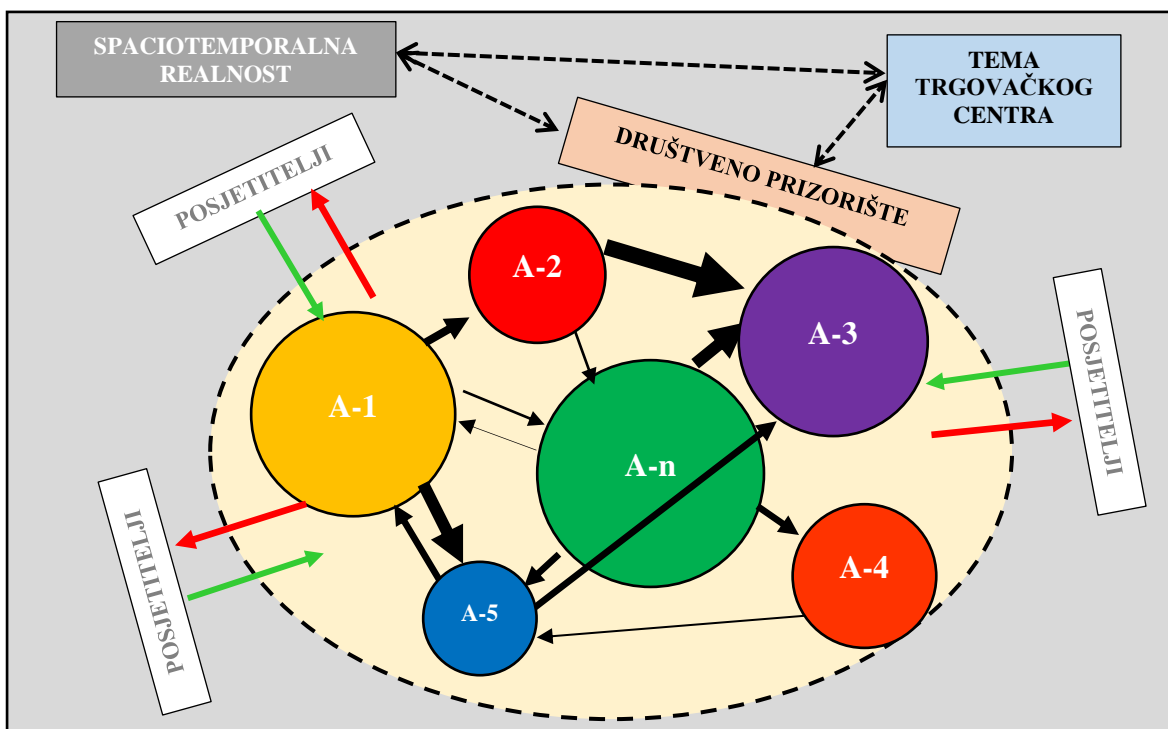 SPACIOTEMPORALNA
REALNOST
TEMA
TRGOVAČKOG
CENTRA
DRUŠTVENO PRIZORIŠTE
POSJETITELJI
A-2
A-3
A-1
POSJETITELJI
A-n
A-4
POSJETITELJI
A-5